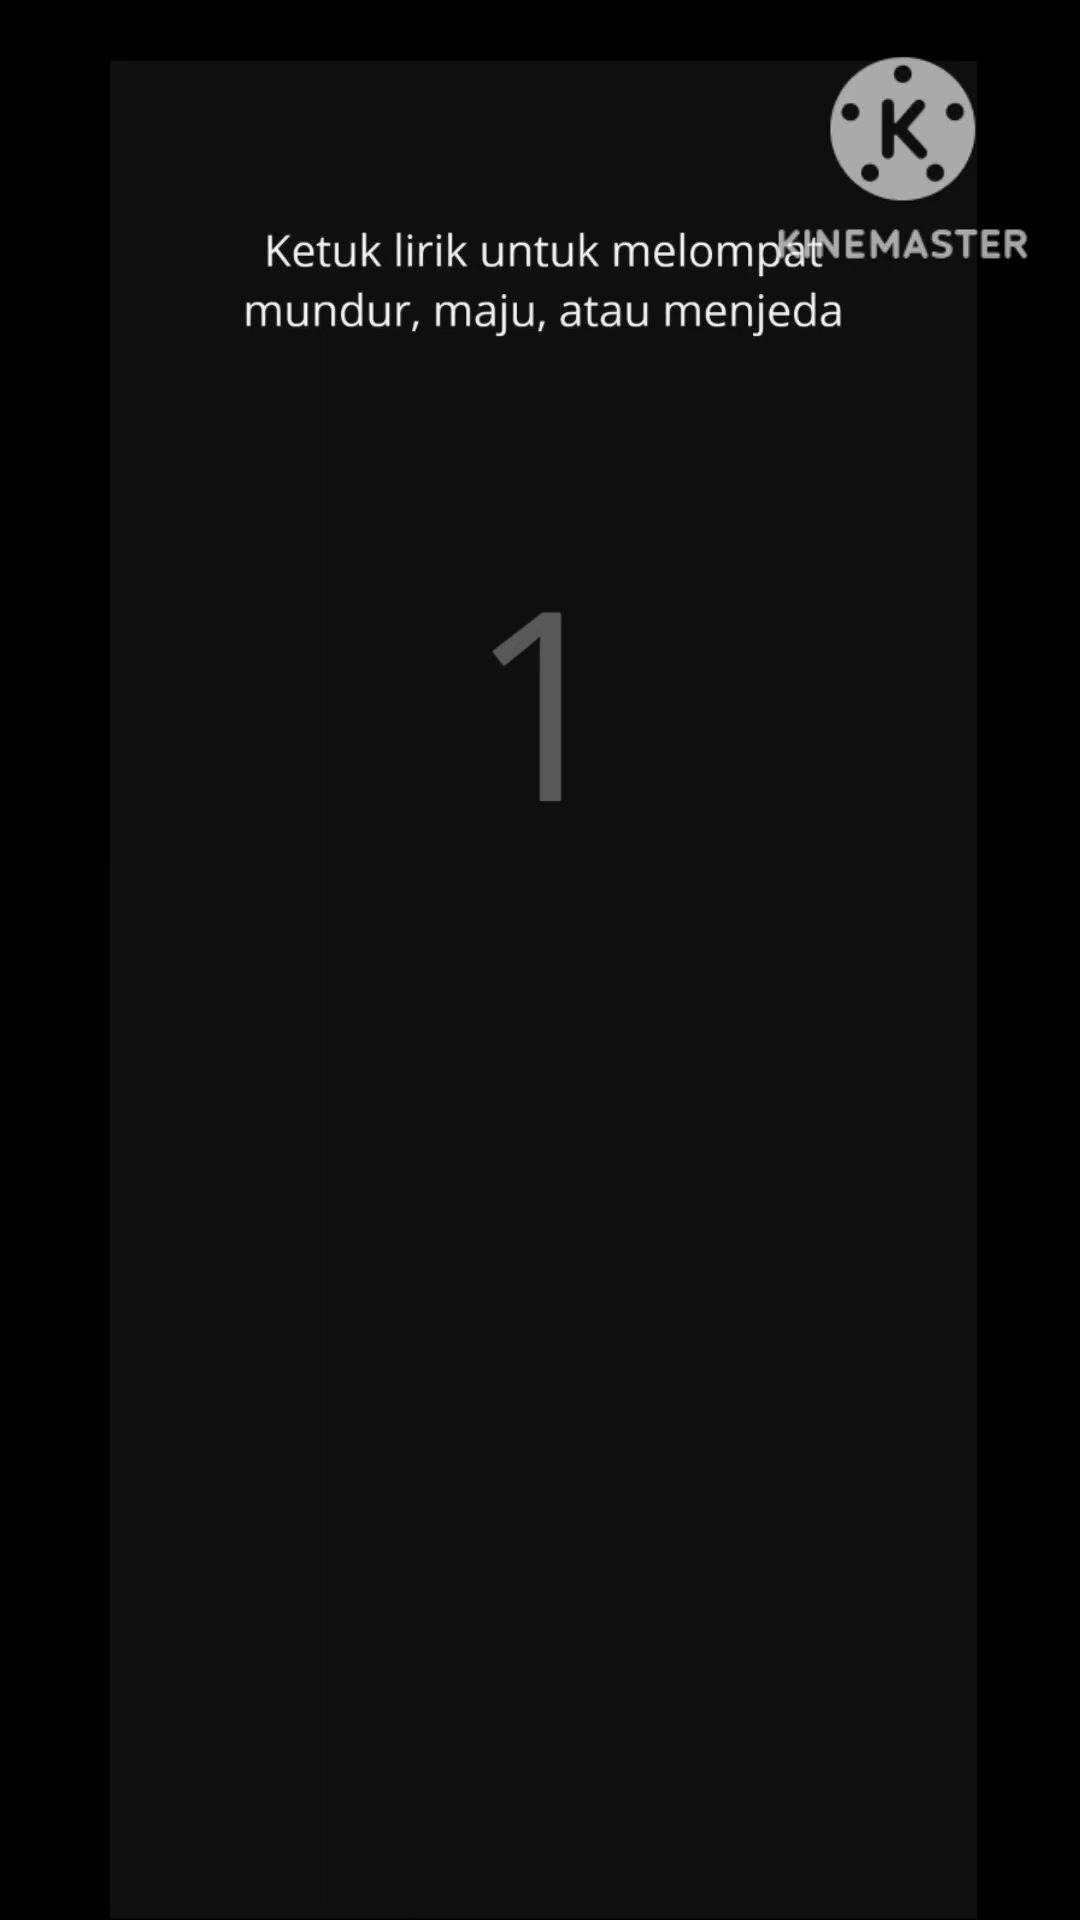 K
KINEMASTER
Ketuk lirik untuk melompat
mundur, maju, atau menjeda
1